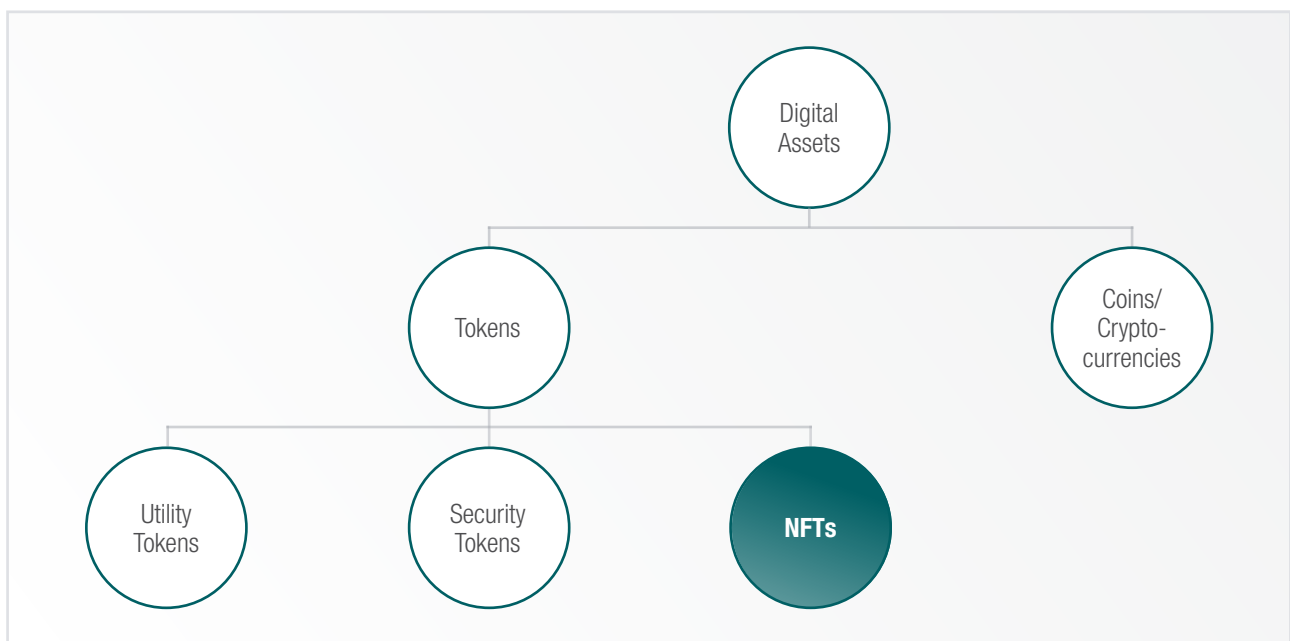 Digital
Assets
Tokens
Coins/
Crypto-
currencies
Utility
Tokens
Security
Tokens
NFTs